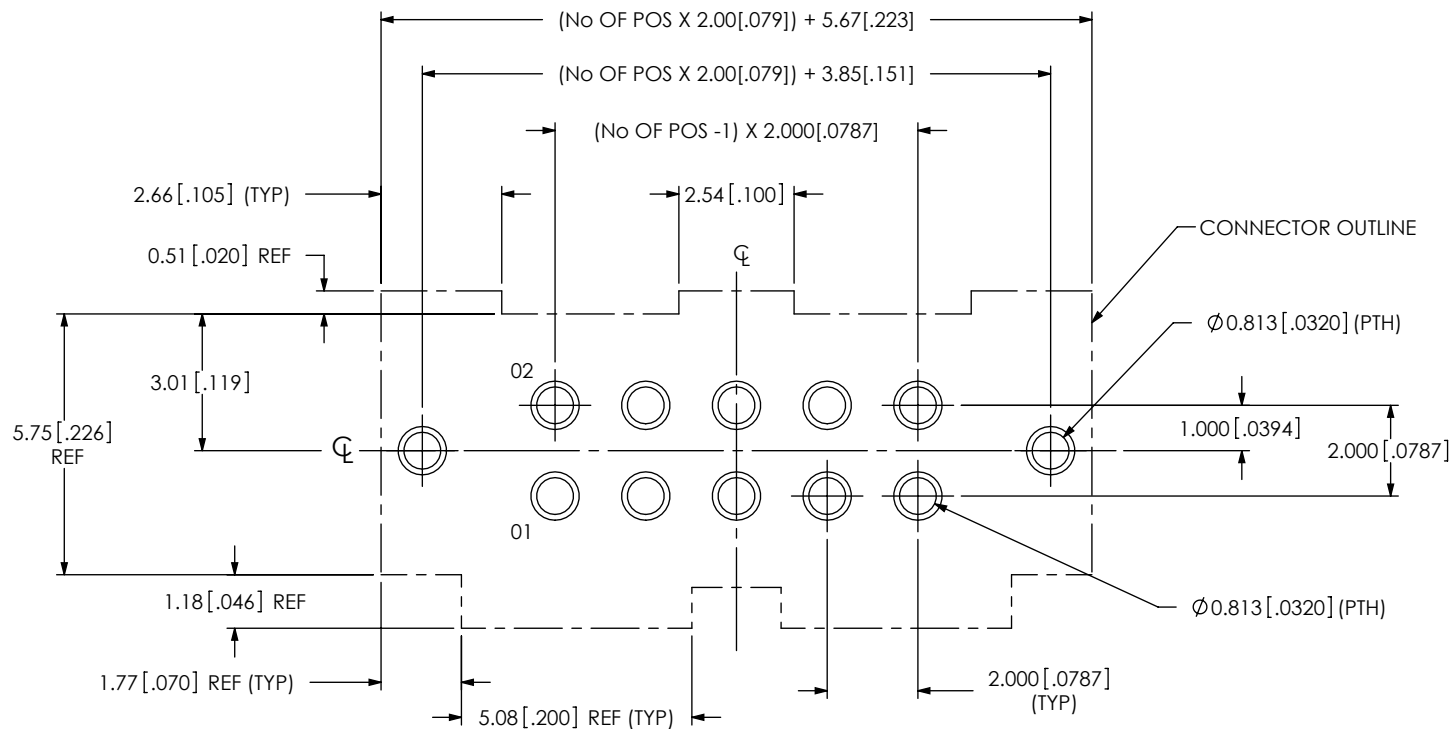 (No OF POS X 2.00[.079]) + 5.67[.223]
(No OF POS X 2.00[.079]) + 3.85[.151]
(No OF POS -1) X 2.000[.0787]
2.66[.105] (TYP)
2.54[.100]
CONNECTOR OUTLINE
0.51[.020] REF
℄
Ø0.813[.0320](PTH)
02
3.01[.119]
1.000[.0394]
5.75[.226]
REF
℄
2.000[.0787]
01
1.18[.046] REF
Ø0.813[.0320](PTH)
1.77[.070] REF (TYP)
2.000[.0787]
(TYP)
5.08[.200] REF (TYP)